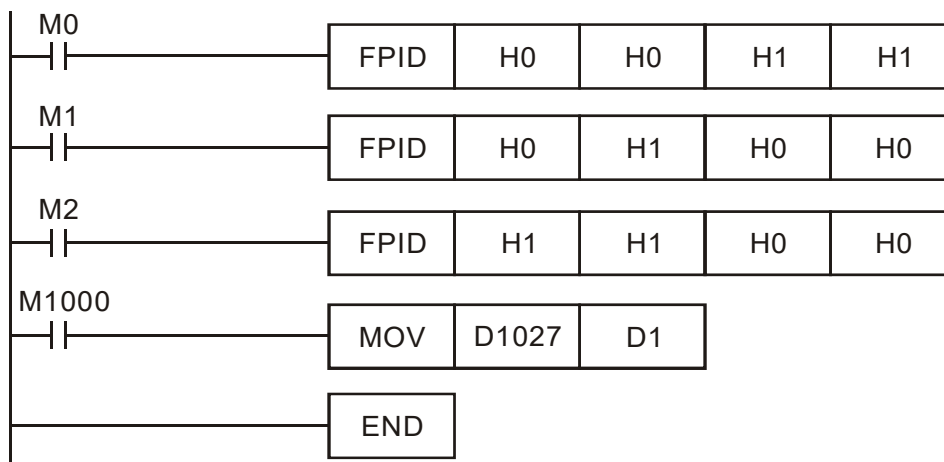 M0
FPID H0 H0 H1 H1
M1
FPID H0 H1 H0 H0
M2
FPID H1 H1 H0 H0
M1000
MOV D1027 D1
END